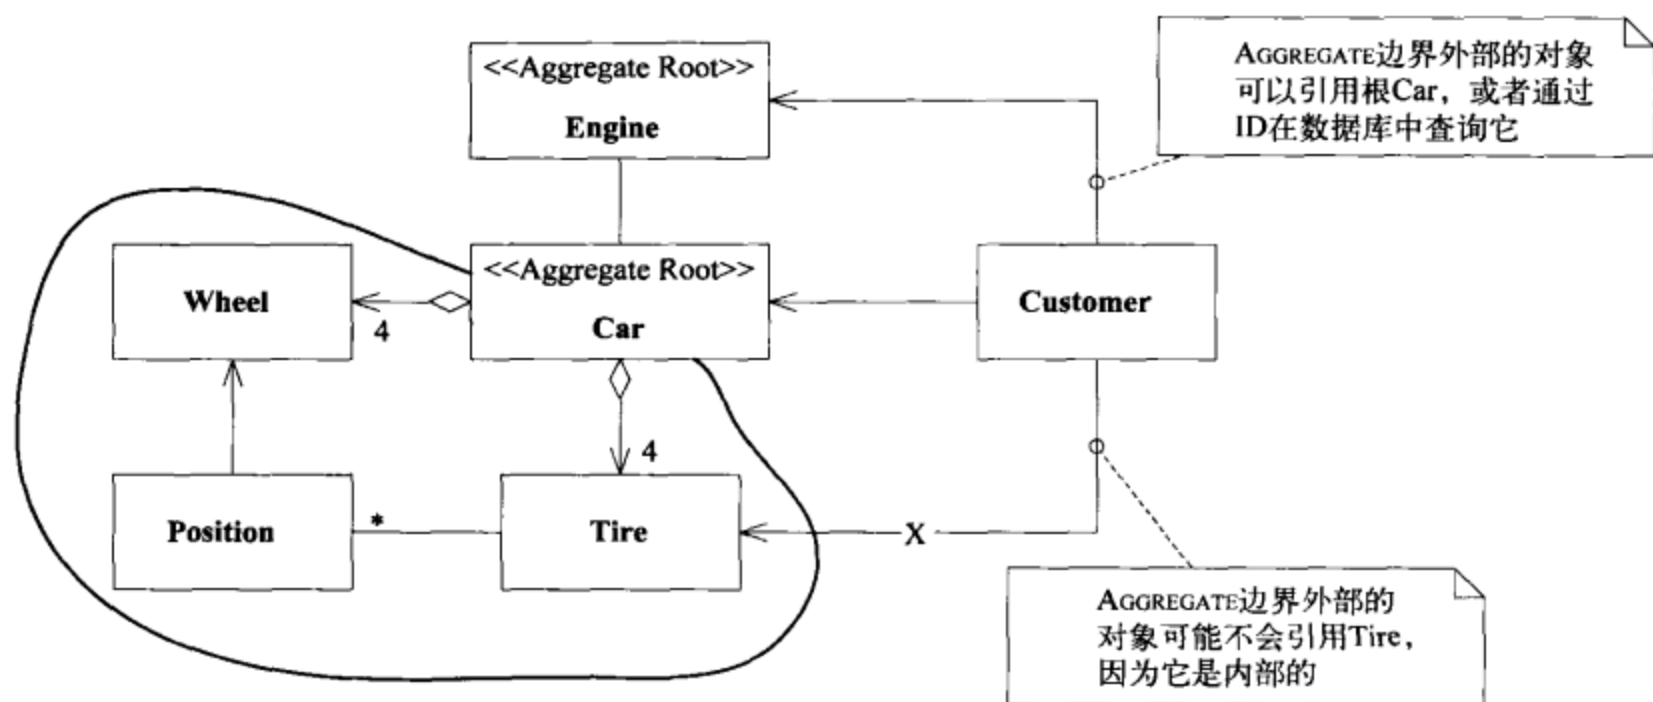 <<Aggregate Root>>
Engine
AGGREGATE边界外部的对象
可以引用根Car，或者通过
ID在数据库中查询它
<<Aggregate Root>>
Car
Wheel
4
Customer
4
Position
*
Tire
X
AGGREGATE边界外部的
对象可能不会引用Tire，
因为它是内部的